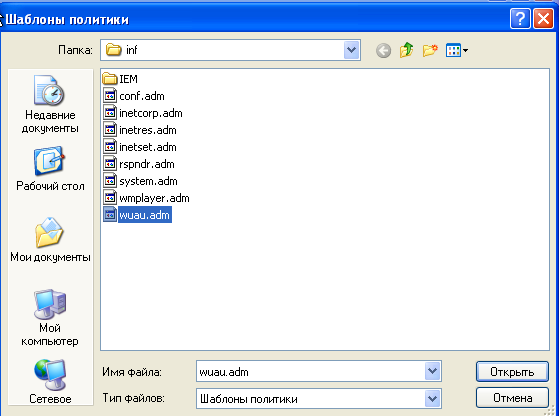 Шаблоны политики
Папка:
inf
Недавние
документы
Рабочий стол
Мои документы
Мой
компьютер
Сетевое
IEM
conf.adm
inetcorp.adm
inetres.adm
inetset.adm
rspndr.adm
system.adm
wmplayer.adm
wuau.adm
Имя файла:
wuau.adm
Открыть
Тип файлов:
Шаблоны политики
Отмена